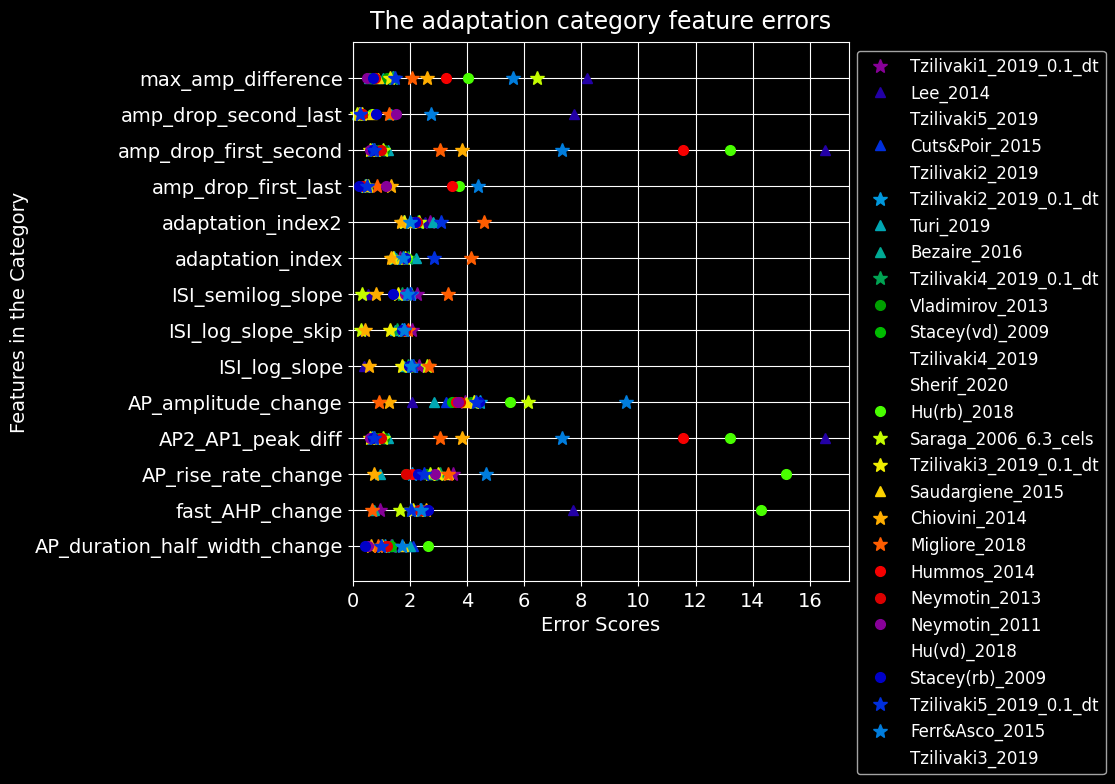 The adaptation category feature errors
Features in the Category
max_amp_difference
amp_drop_second_last
amp_drop_first_second
amp_drop_first_last
adaptation_index2
adaptation_index
ISI_semilog_slope
ISI_log_slope_skip
ISI_log_slope
AP_amplitude_change
AP2_AP1_peak_diff
AP_rise_rate_change
fast_AHP_change
AP_duration_half_width_change
0 2 4 6 8 10 12 14 16
Error Scores
Tzilivaki1_2019_0.1_dt
Lee_2014
Tzilivaki5_2019
Cuts&Poir_2015
Tzilivaki2_2019
Tzilivaki2_2019_0.1_dt
Turi_2019
Bezaire_2016
Tzilivaki4_2019_0.1_dt
Vladimirov_2013
Stacey(vd)_2009
Tzilivaki4_2019
Sherif_2020
Hu(rb)_2018
Saraga_2006_6.3_cels
Tzilivaki3_2019_0.1_dt
Saudargiene_2015
Chiovini_2014
Migliore_2018
Hummos_2014
Neymotin_2013
Neymotin_2011
Hu(vd)_2018
Stacey(rb)_2009
Tzilivaki5_2019_0.1_dt
Ferr&Asco_2015
Tzilivaki3_2019